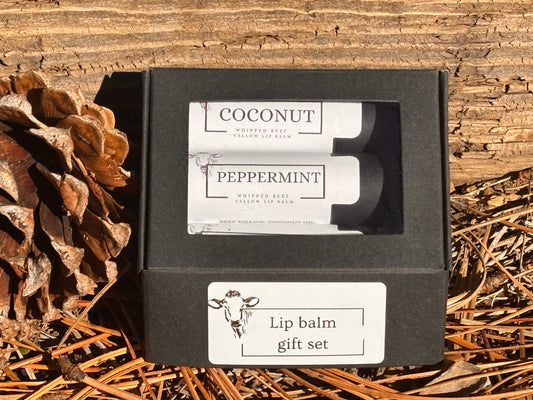 COCONUT
WHIPPED BEEF
TALLOW LIP BALM
PEPPERMINT
WHIPPED BEEF
TALLOW LIP BALM
BEEF TALLOW, COCONUT OIL,
Lip balm
gift set